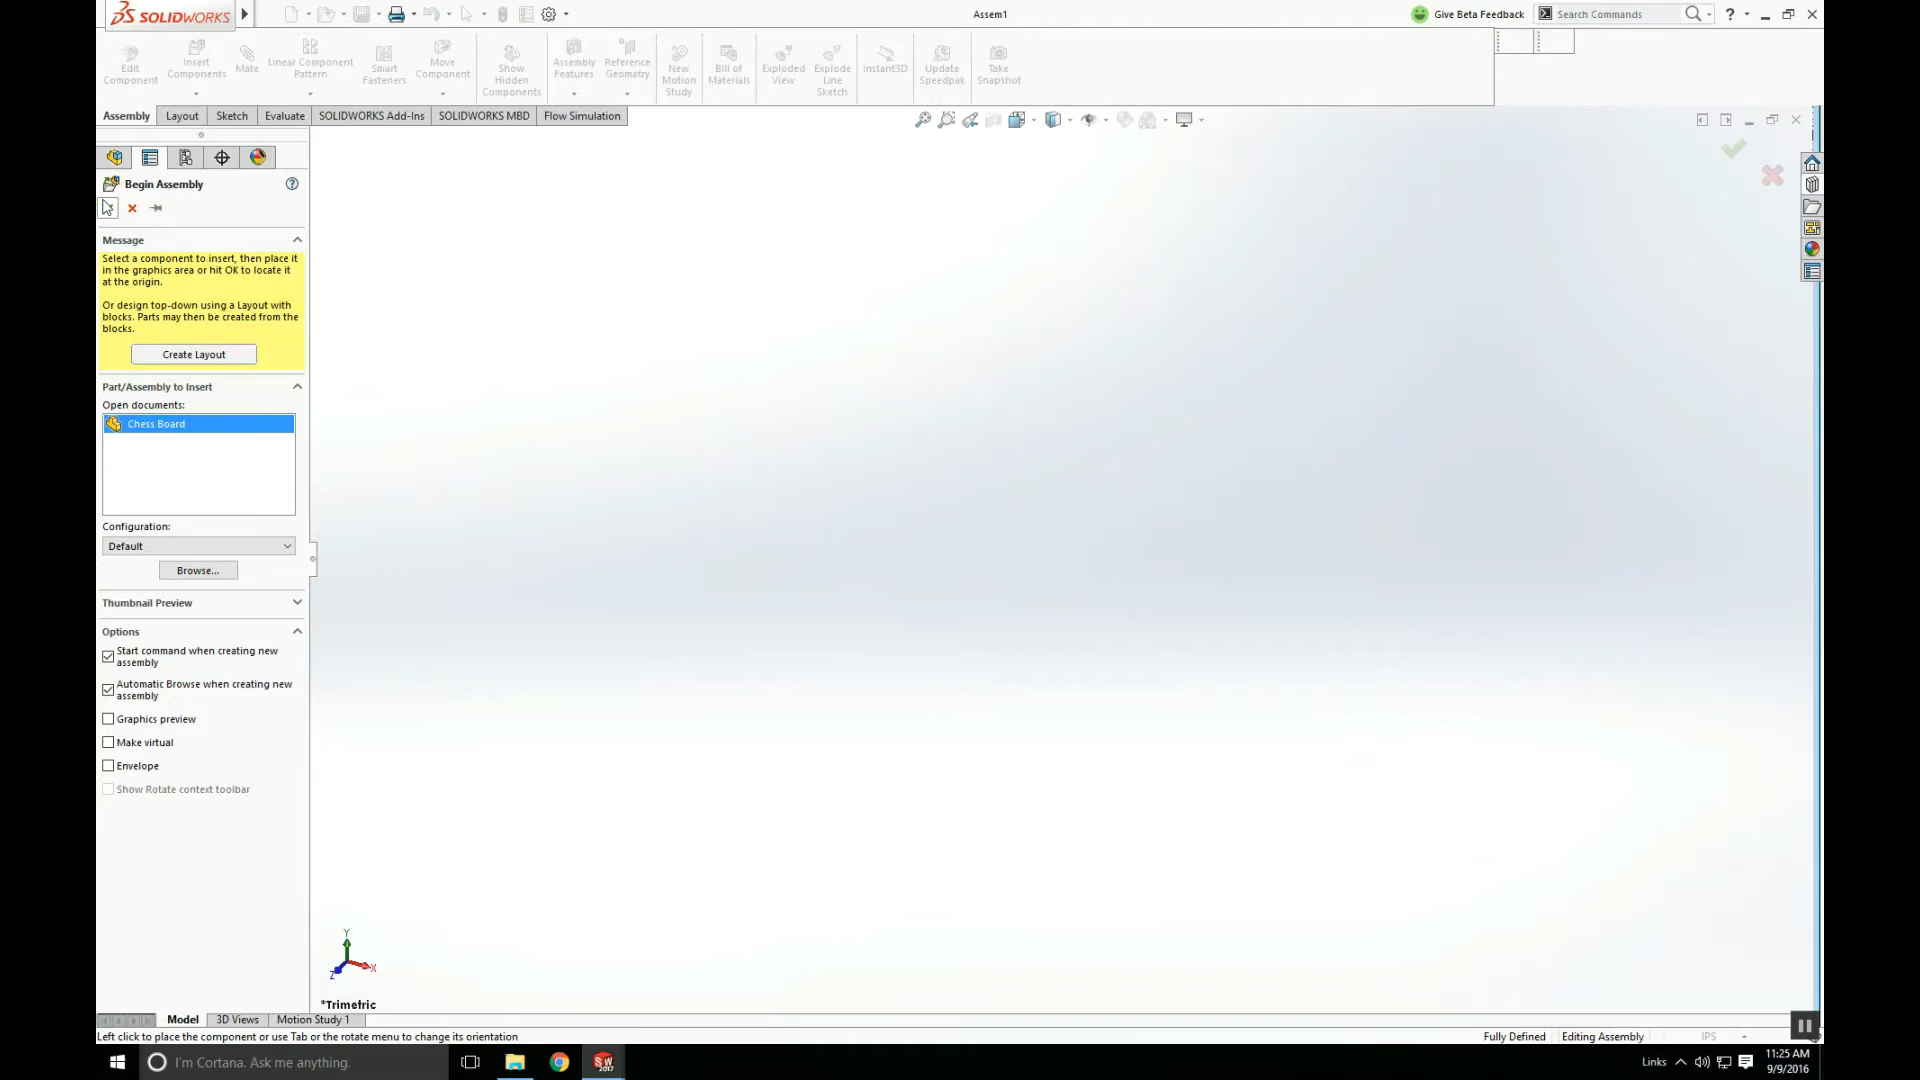 SOLIDWORKS
Assem1
Give Beta Feedback
Search Commands
?
Edit Component
Insert Components
Mate
Linear Component Pattern
Smart Fasteners
Move Component
Show Hidden Components
Assembly Features
Reference Geometry
New Motion Study
Bill of Materials
Exploded View
Explode Line Sketch
Instant3D
Update Speedpak
Take Snapshot
Assembly
Layout
Sketch
Evaluate
SOLIDWORKS Add-Ins
SOLIDWORKS MBD
Flow Simulation
Begin Assembly
?
Message
Select a component to insert, then place it
in the graphics area or hit OK to locate it
at the origin.
Or design top-down using a Layout with
blocks. Parts may then be created from the
blocks.
Create Layout
Part/Assembly to Insert
Open documents:
Chess Board
Configuration:
Default
Browse...
Thumbnail Preview
Options
Start command when creating new
assembly
Automatic Browse when creating new
assembly
Graphics preview
Make virtual
Envelope
Show Rotate context toolbar
Y
X
Z
*Trimetric
Model
3D Views
Motion Study 1
Left click to place the component or use Tab or the rotate menu to change its orientation
Fully Defined
Editing Assembly
IPS
I'm Cortana. Ask me anything.
SW
2017
Links
11:25 AM
9/9/2016